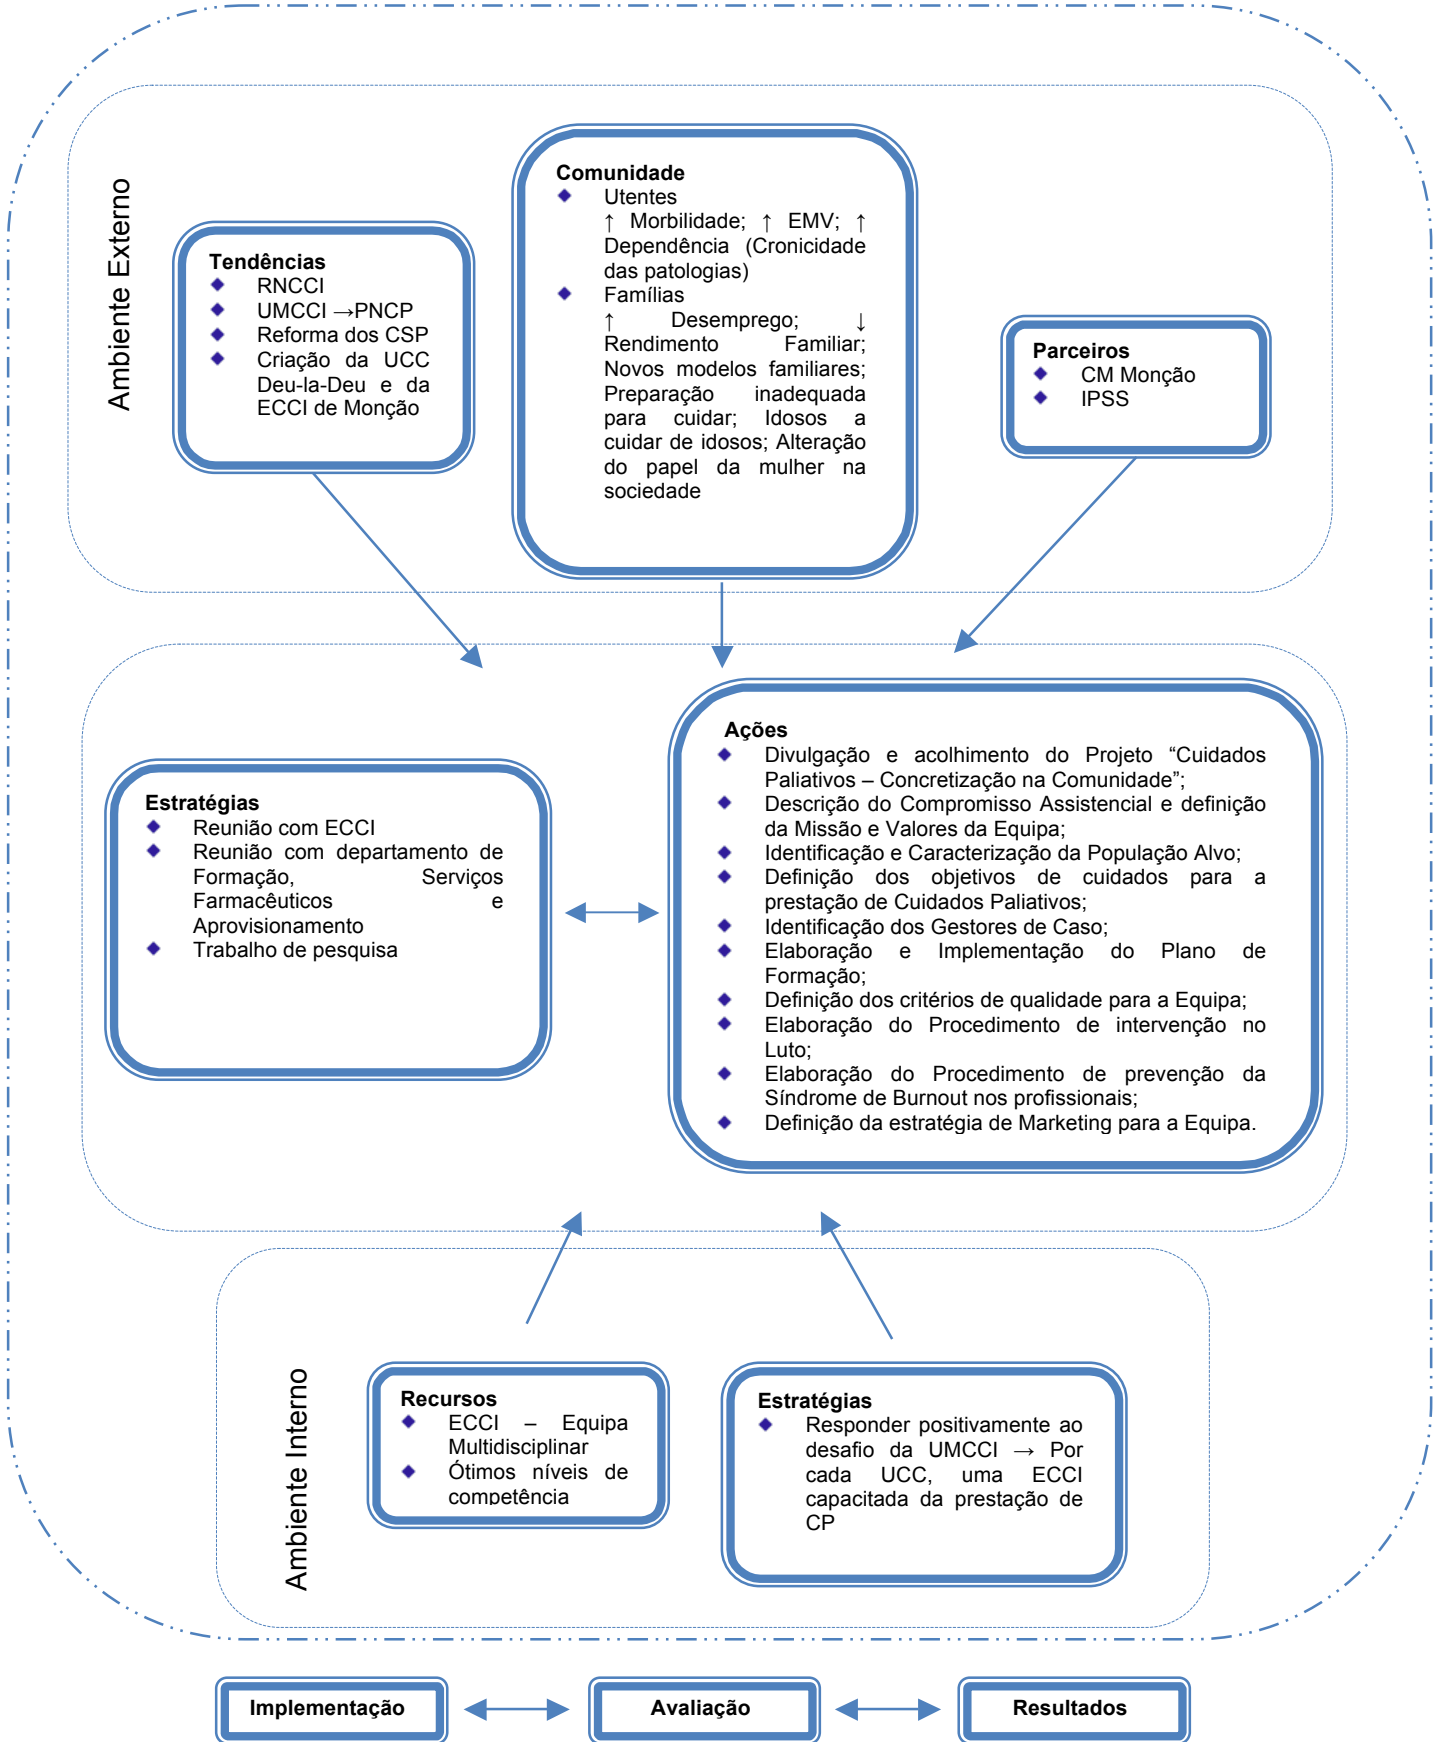 Ambiente Externo
Tendências
◆ RNCCI
◆ UMCCI →PNCP
◆ Reforma dos CSP
◆ Criação da UCC
Deu-la-Deu e da
ECCI de Monção
Comunidade
◆ Utentes
↑ Morbilidade; ↑ EMV; ↑
Dependência (Cronicidade
das patologias)
◆ Famílias
↑ Desemprego; ↓
Rendimento Familiar;
Novos modelos familiares;
Preparação inadequada
para cuidar; Idosos a
cuidar de idosos; Alteração
do papel da mulher na
sociedade
Parceiros
◆ CM Monção
◆ IPSS
Estratégias
◆ Reunião com ECCI
◆ Reunião com departamento de
Formação, Serviços
Farmacêuticos e
Aprovisionamento
◆ Trabalho de pesquisa
Ações
◆ Divulgação e acolhimento do Projeto “Cuidados
Paliativos – Concretização na Comunidade”;
◆ Descrição do Compromisso Assistencial e definição
da Missão e Valores da Equipa;
◆ Identificação e Caracterização da População Alvo;
◆ Definição dos objetivos de cuidados para a
prestação de Cuidados Paliativos;
◆ Identificação dos Gestores de Caso;
◆ Elaboração e Implementação do Plano de
Formação;
◆ Definição dos critérios de qualidade para a Equipa;
◆ Elaboração do Procedimento de intervenção no
Luto;
◆ Elaboração do Procedimento de prevenção da
Síndrome de Burnout nos profissionais;
◆ Definição da estratégia de Marketing para a Equipa.
Ambiente Interno
Recursos
◆ ECCI – Equipa
Multidisciplinar
◆ Ótimos níveis de
competência
Estratégias
◆ Responder positivamente ao
desafio da UMCCI → Por
cada UCC, uma ECCI
capacitada da prestação de
CP
Implementação
Avaliação
Resultados